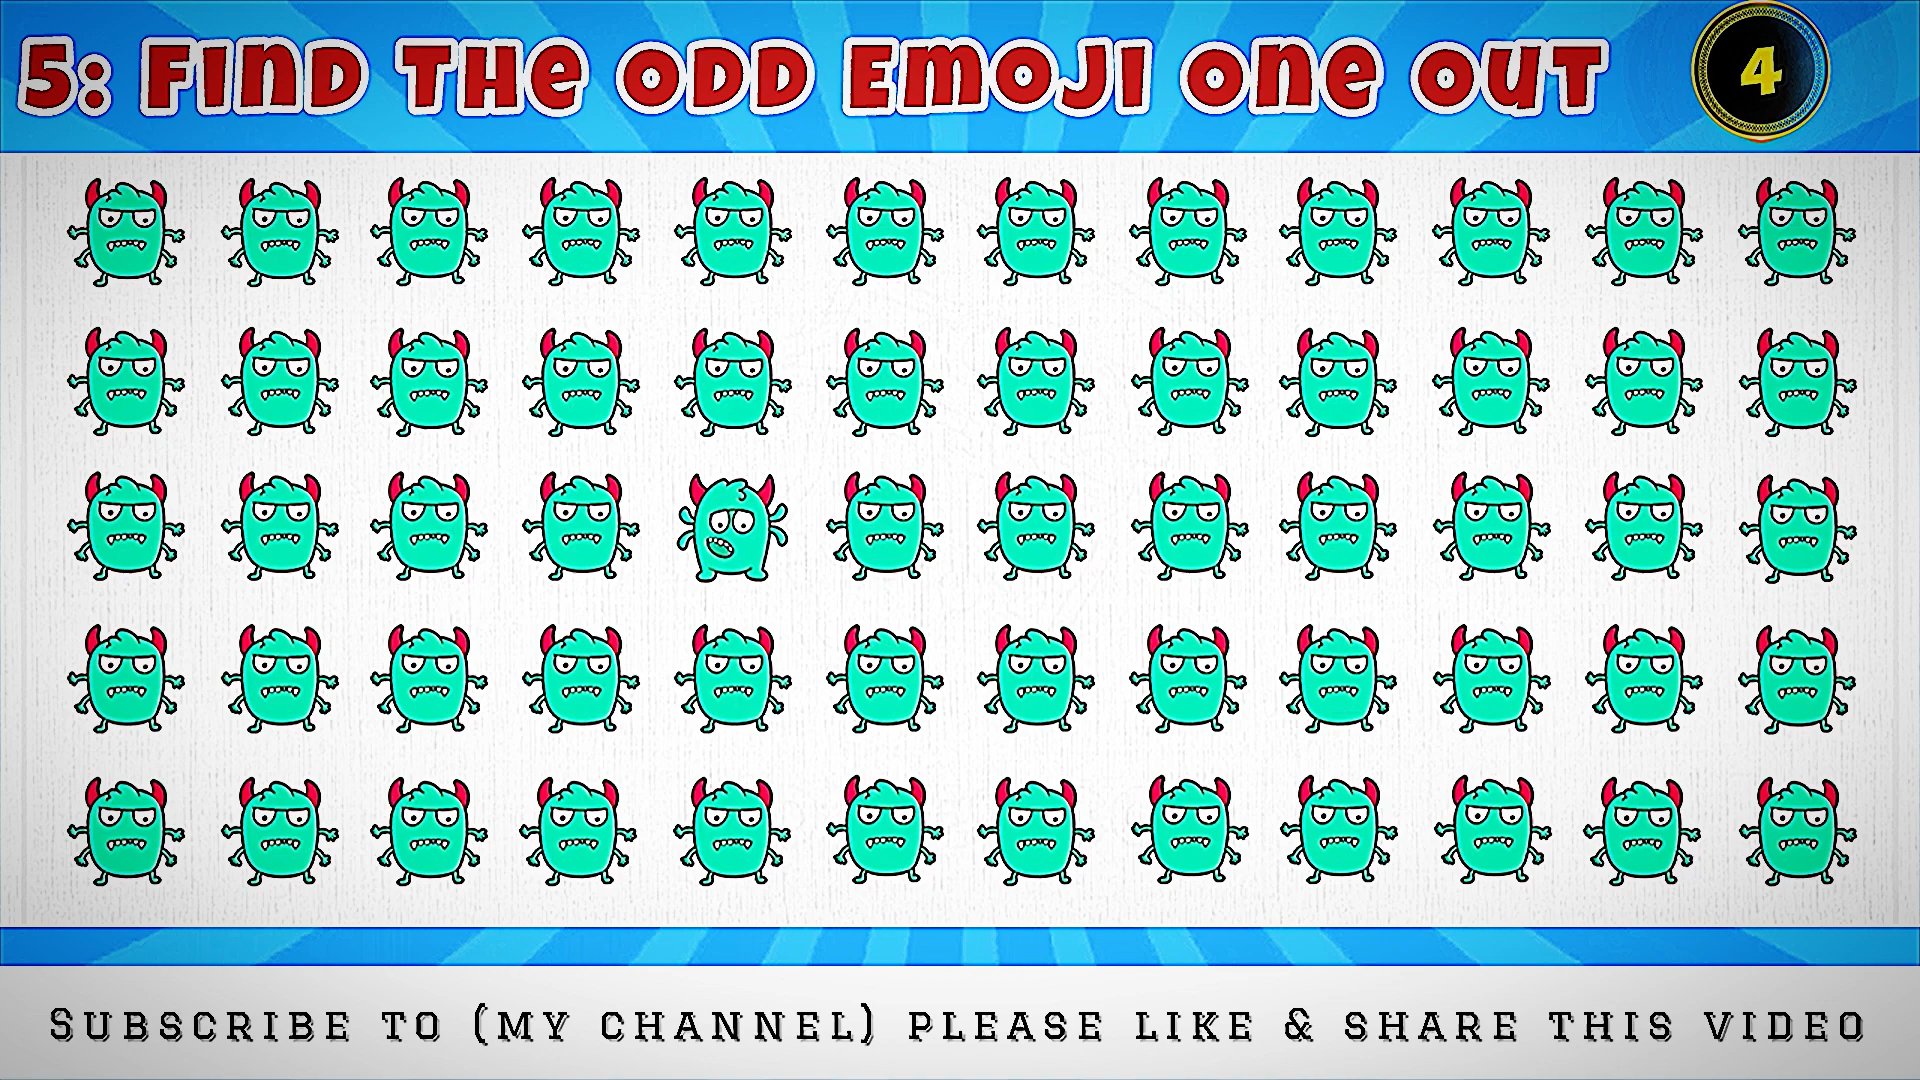 5: Find the odd Emoji one out
4
Subscribe to (my channel) please like & share this video